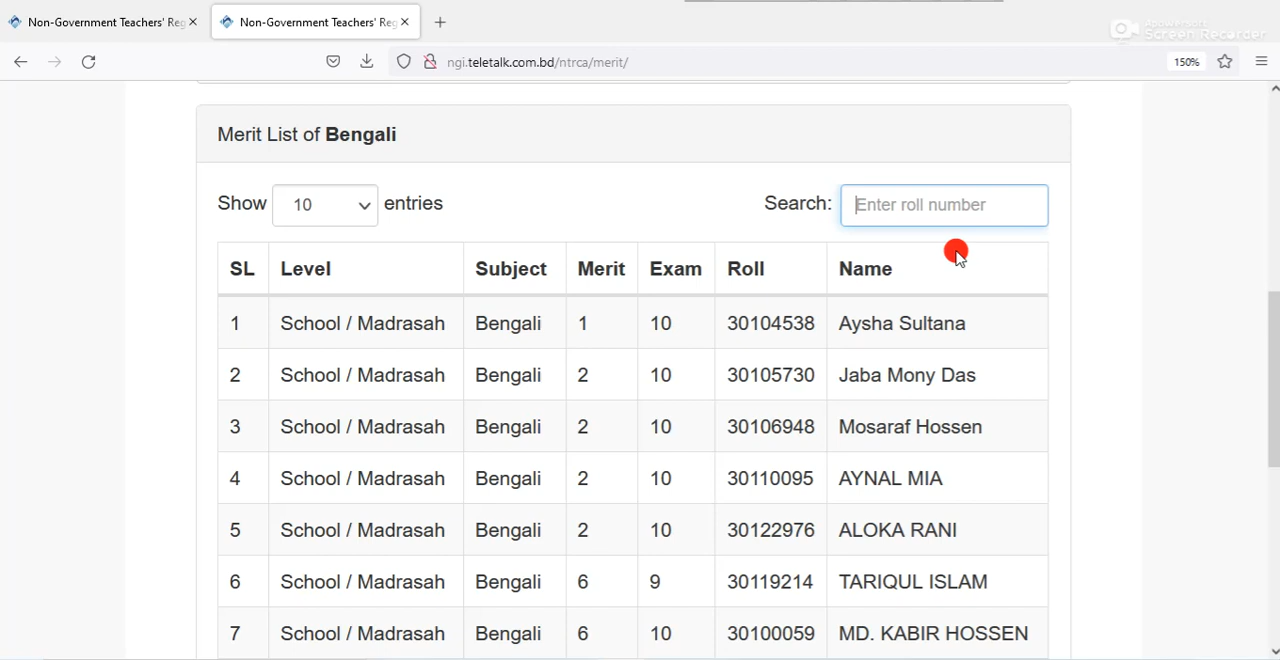 Non-Government Teachers' Reg
Non-Government Teachers' Reg
Apowersoft
Screen Recorder
ngi.teletalk.com.bd/ntrca/merit/
150%
Merit List of Bengali
Show 10 entries Search: Enter roll number
SL Level Subject Merit Exam Roll Name
1 School / Madrasah Bengali 1 10 30104538 Aysha Sultana
2 School / Madrasah Bengali 2 10 30105730 Jaba Mony Das
3 School / Madrasah Bengali 2 10 30106948 Mosaraf Hossen
4 School / Madrasah Bengali 2 10 30110095 AYNAL MIA
5 School / Madrasah Bengali 2 10 30122976 ALOKA RANI
6 School / Madrasah Bengali 6 9 30119214 TARIQUL ISLAM
7 School / Madrasah Bengali 6 10 30100059 MD. KABIR HOSSEN